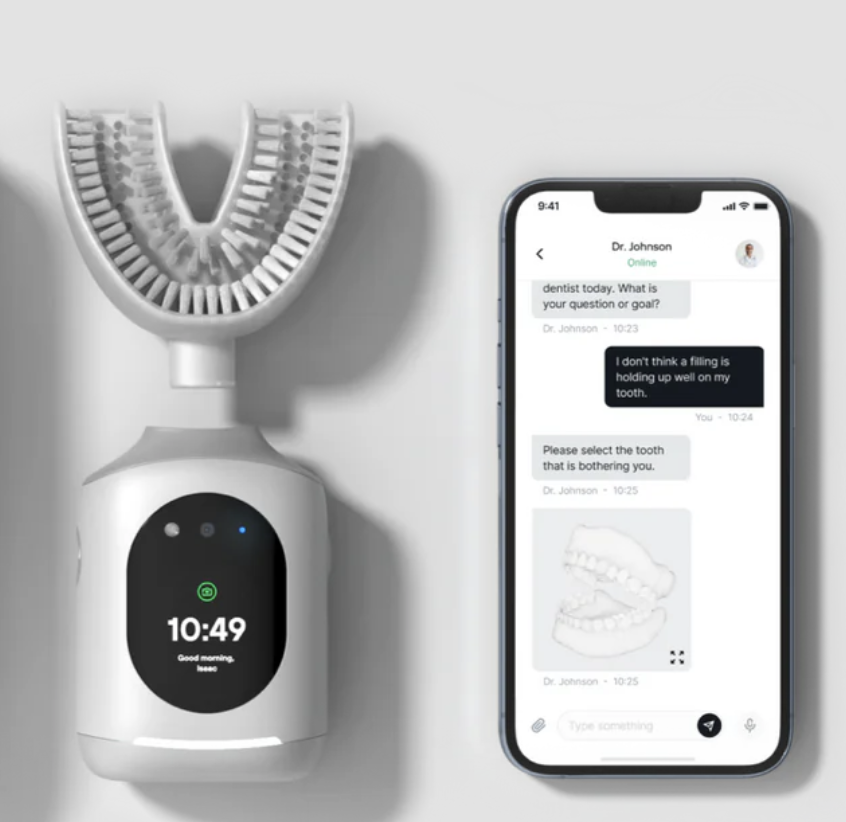 10:49
Good morning,
Isaac
9:41
Dr. Johnson
Online
dentist today. What is
your question or goal?
Dr. Johnson - 10:23
I don't think a filling is
holding up well on my
tooth.
You - 10:24
Please select the tooth
that is bothering you.
Dr. Johnson - 10:25
Dr. Johnson - 10:25
Type something